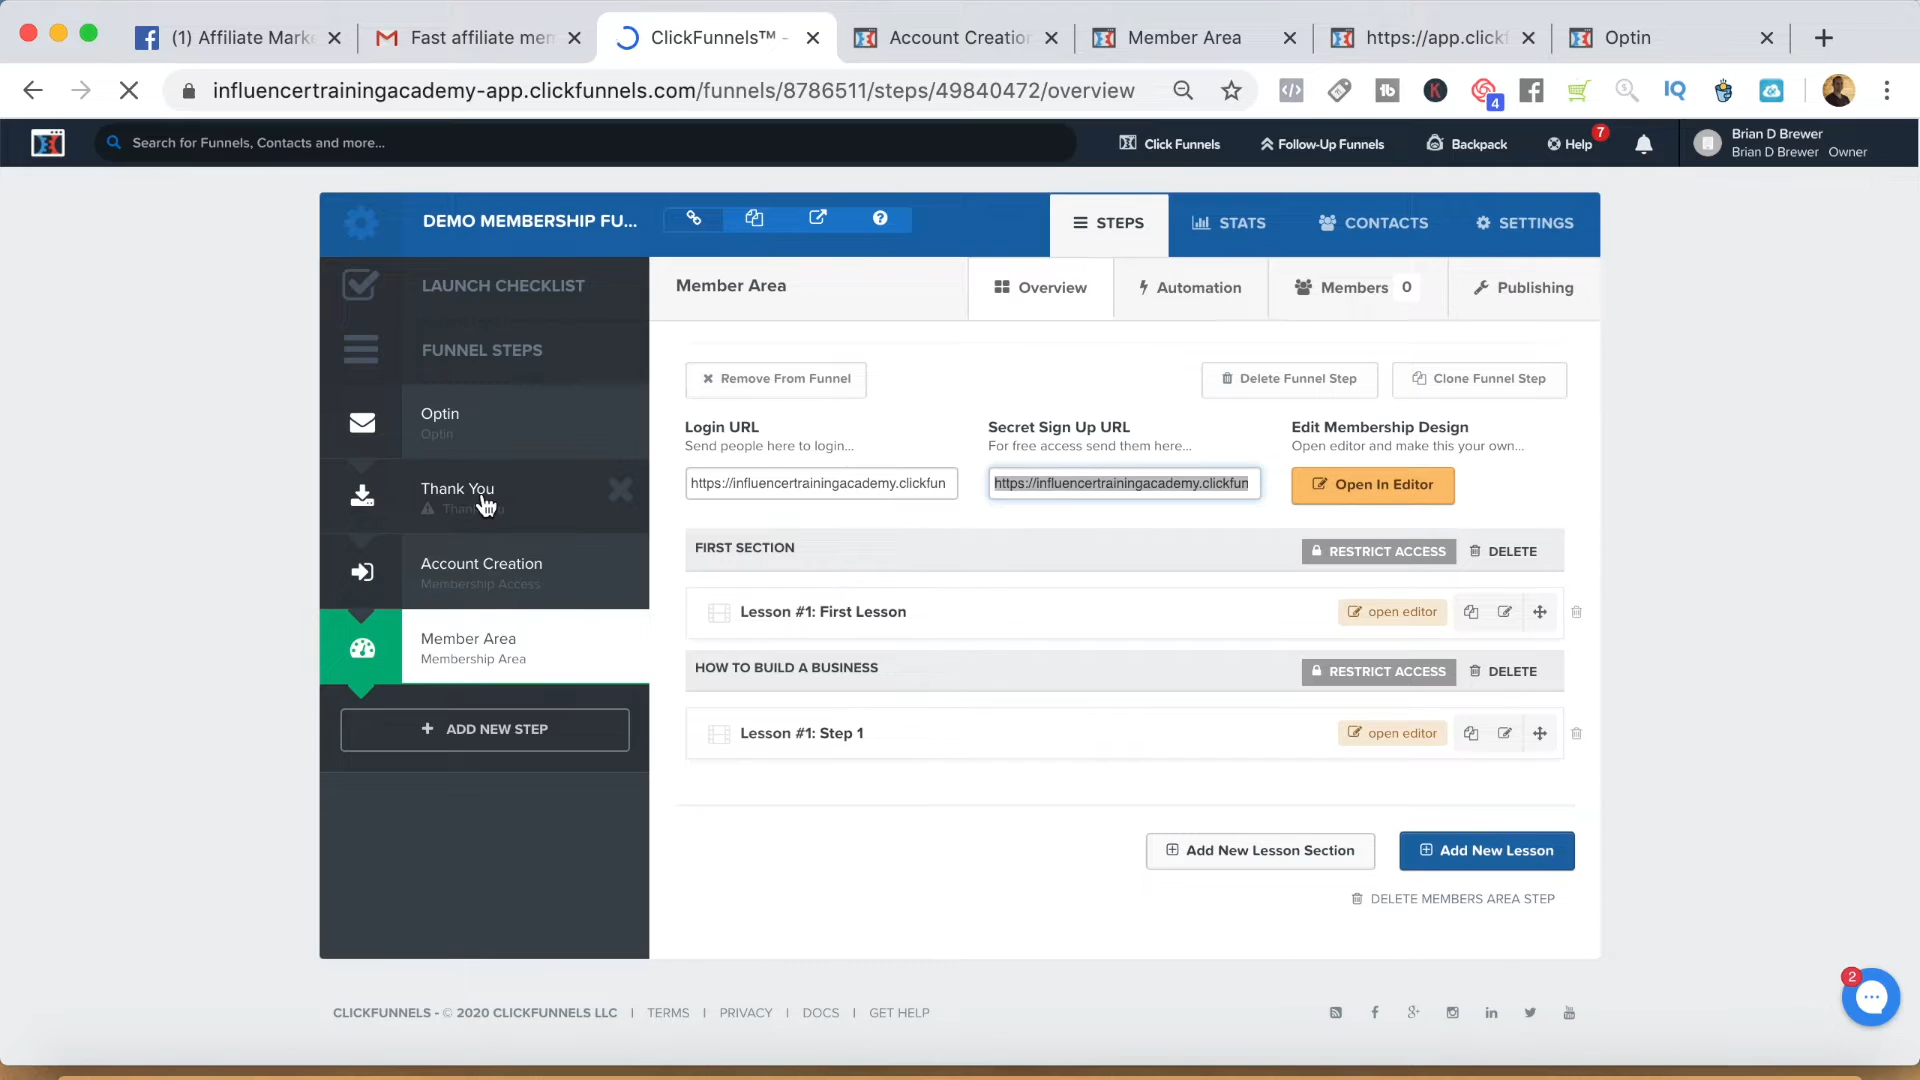 (1) Affiliate Marke
Fast affiliate mem
ClickFunnels™ -
Account Creation
Member Area
https://app.clickf
Optin
influencertrainingacademy-app.clickfunnels.com/funnels/8786511/steps/49840472/overview
4
Search for Funnels, Contacts and more...
Click Funnels
Follow-Up Funnels
Backpack
Help
7
Brian D Brewer
Brian D Brewer Owner
DEMO MEMBERSHIP FU...
STEPS
STATS
CONTACTS
SETTINGS
LAUNCH CHECKLIST
Member Area
Overview
Automation
Members 0
Publishing
FUNNEL STEPS
Remove From Funnel
Delete Funnel Step
Clone Funnel Step
Optin
Optin
Login URL
Send people here to login...
Secret Sign Up URL
For free access send them here...
Edit Membership Design
Open editor and make this your own...
https://influencertrainingacademy.clickfun
https://influencertrainingacademy.clickfun
Open In Editor
Thank You
FIRST SECTION
RESTRICT ACCESS
DELETE
Account Creation
Membership Access
Lesson #1: First Lesson
open editor
Member Area
Membership Area
HOW TO BUILD A BUSINESS
RESTRICT ACCESS
DELETE
ADD NEW STEP
Lesson #1: Step 1
open editor
Add New Lesson Section
Add New Lesson
DELETE MEMBERS AREA STEP
2
CLICKFUNNELS - © 2020 CLICKFUNNELS LLC | TERMS | PRIVACY | DOCS | GET HELP